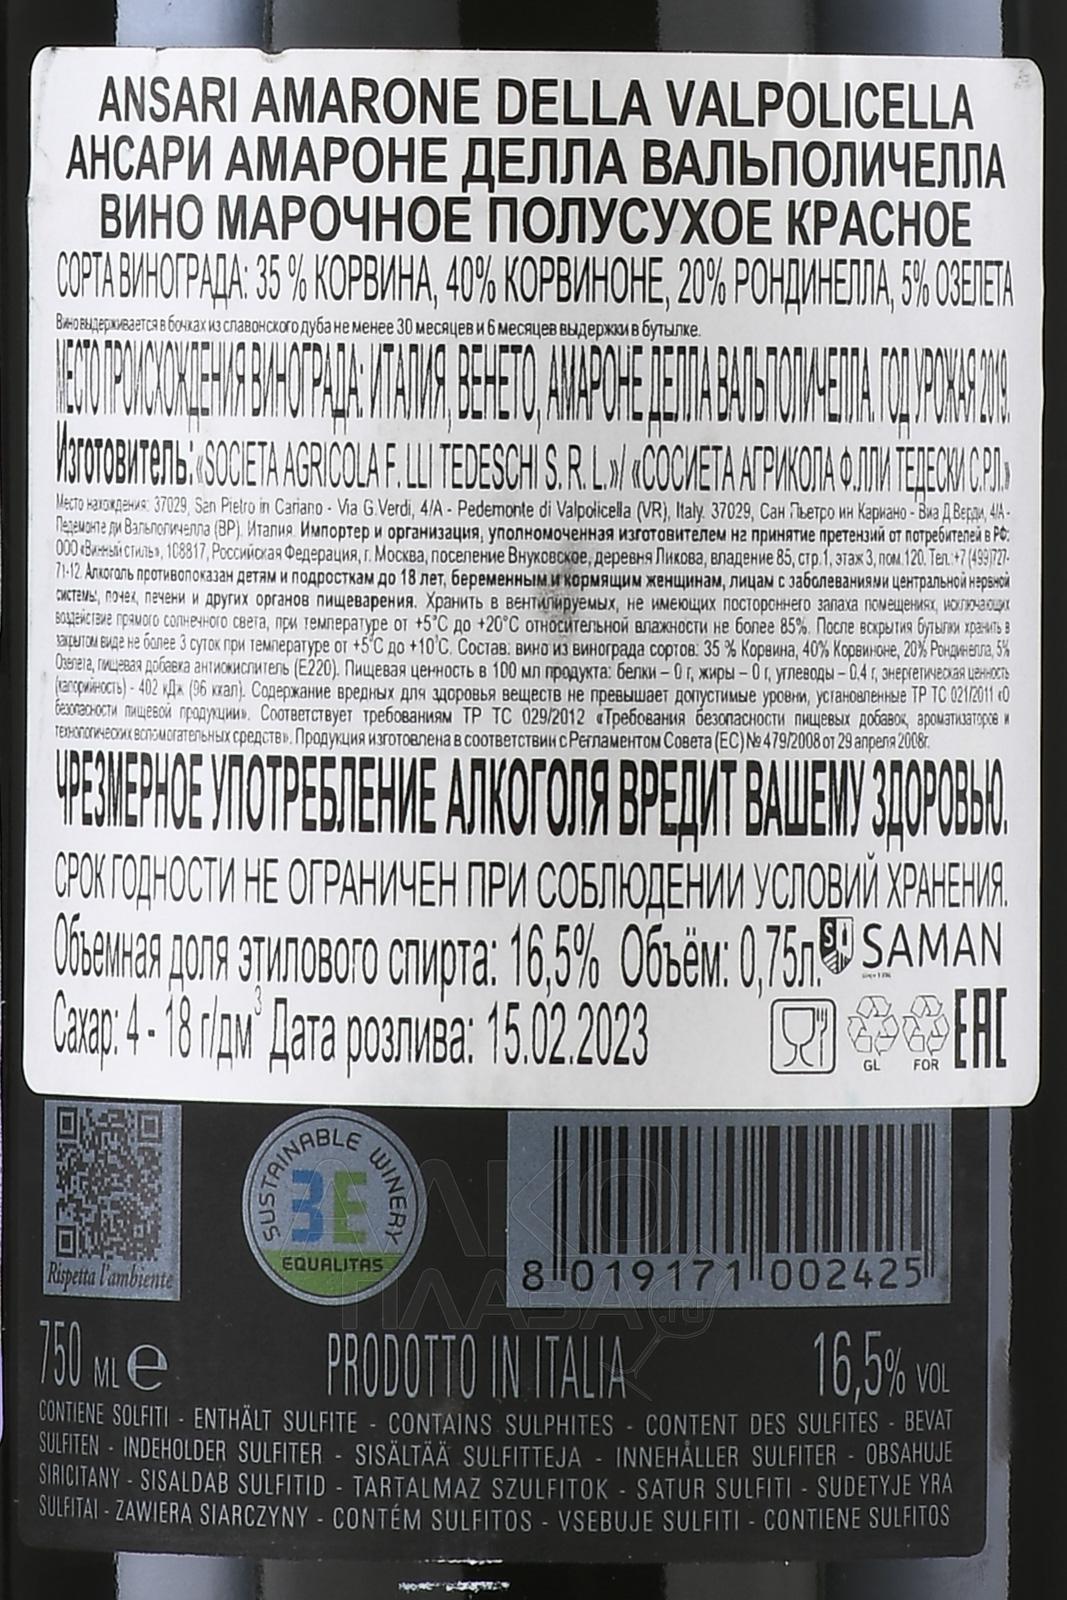 ANSARI AMARONE DELLA VALPOLICELLA
АНСАРИ АМАРОНЕ ДЕЛЛА ВАЛЬПОЛИЧЕЛЛА
ВИНО МАРОЧНОЕ ПОЛУСУХОЕ КРАСНОЕ
СОРТА ВИНОГРАДА: 35 % КОРВИНА, 40% КОРВИНОНЕ, 20% РОНДИНЕЛЛА, 5% ОЗЕЛЕТА
Вино выдерживается в бочках из славонского дуба не менее 30 месяцев и 6 месяцев выдержки в бутылке.
МЕСТО ПРОИСХОЖДЕНИЯ ВИНОГРАДА: ИТАЛИЯ, ВЕНЕТО, АМАРОНЕ ДЕЛЛА ВАЛЬПОЛИЧЕЛЛА. ГОД УРОЖАЯ 2019.
Изготовитель: «SOCIETA AGRICOLA F. LLI TEDESCHI S. R. L.»/ «СОСИЕТА АГРИКОЛА Ф.ЛЛИ ТЕДЕСКИ С.Р.Л.»
Место нахождения: 37029, San Pietro in Cariano - Via G.Verdi, 4/A - Pedemonte di Valpolicella (VR), Italy. 37029, Сан Пьетро ин Кариано - Виа Д Верди, 4/А -
Педемонте ди Вальполичелла (ВР), Италия. Импортер и организация, уполномоченная изготовителем на принятие претензий от потребителей в РФ:
ООО «Винный стиль», 108817, Российская Федерация, г. Москва, поселение Внуковское, деревня Ликова, владение 85, стр.1, этаж 3, пом.120. Тел.:+7 (499)727-
71-12. Алкоголь противопоказан детям и подросткам до 18 лет, беременным и кормящим женщинам, лицам с заболеваниями центральной нервной
системы, почек, печени и других органов пищеварения. Хранить в вентилируемых, не имеющих постороннего запаха помещениях, исключающих
воздействие прямого солнечного света, при температуре от +5°С до +20°С относительной влажности не более 85%. После вскрытия бутылки хранить в
закрытом виде не более 3 суток при температуре от +5°С до +10°С. Состав: вино из винограда сортов: 35 % Корвина, 40% Корвиноне, 20% Рондинелла, 5%
Озелета, пищевая добавка антиокислитель (Е220). Пищевая ценность в 100 мл продукта: белки – 0 г, жиры – 0 г, углеводы – 0.4 г, энергетическая ценность
(калорийность) - 402 кДж (96 ккал). Содержание вредных для здоровья веществ не превышает допустимые уровни, установленные ТР ТС 021/2011 «О
безопасности пищевой продукции». Соответствует требованиям ТР ТС 029/2012 «Требования безопасности пищевых добавок, ароматизаторов и
технологических вспомогательных средств». Продукция изготовлена в соответствии с Регламентом Совета (ЕС) № 479/2008 от 29 апреля 2008г.
ЧРЕЗМЕРНОЕ УПОТРЕБЛЕНИЕ АЛКОГОЛЯ ВРЕДИТ ВАШЕМУ ЗДОРОВЬЮ.
СРОК ГОДНОСТИ НЕ ОГРАНИЧЕН ПРИ СОБЛЮДЕНИИ УСЛОВИЙ ХРАНЕНИЯ.
Объемная доля этилового спирта: 16,5% Объём: 0,75л. SAMAN
Сахар: 4 - 18 г/дм³ Дата розлива: 15.02.2023
GL FOR EAC
SUSTAINABLE WINERY
3E
EQUALITAS
Rispetta l'ambiente
8 019171 002425
АЛКО
ПЛАЗА.ru
750 ML e PRODOTTO IN ITALIA 16,5% VOL
CONTIENE SOLFITI - ENTHÄLT SULFITE - CONTAINS SULPHITES - CONTENT DES SULFITES - BEVAT
SULFITEN - INDEHOLDER SULFITER - SISÄLTÄÄ SULFITTEJA - INNEHÅLLER SULFITER - OBSAHUJE
SIRICITANY - SISALDAB SULFITID - TARTALMAZ SZULFITOK - SATUR SULFITI - SUDETYJE YRA
SULFITAI - ZAWIERA SIARCZYNY - CONTÉM SULFITOS - VSEBUJE SULFITI - CONTIENE SULFITOS